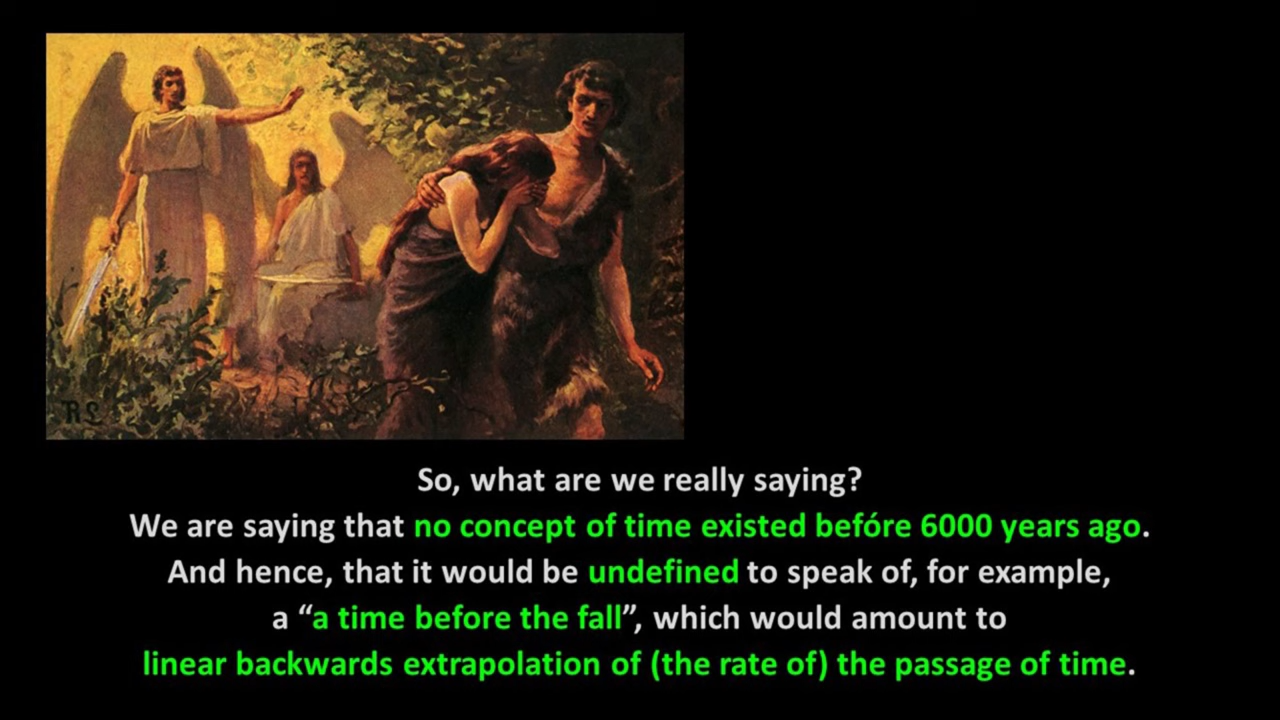 RL
So, what are we really saying?
We are saying that no concept of time existed befóre 6000 years ago.
And hence, that it would be undefined to speak of, for example,
a “a time before the fall”, which would amount to
linear backwards extrapolation of (the rate of) the passage of time.